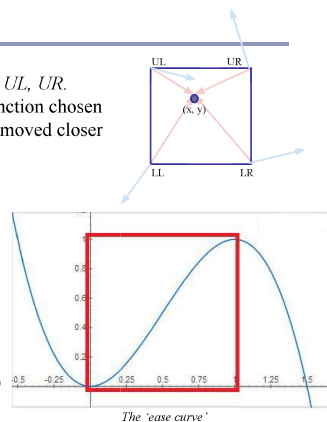 UL UR
UL, UR.
nction chosen
(x, y)
moved closer
LL LR
1
0.8
0.6
0.4
0.2
-0.5 -0.25 0 0.25 0.5 0.75 1 1.25 1.5
The ‘ease curve’